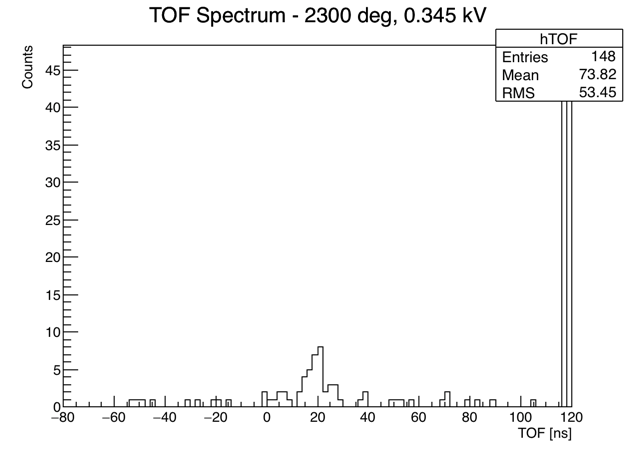 TOF Spectrum - 2300 deg, 0.345 kV
hTOF
Entries 148
Mean 73.82
RMS 53.45
Counts
45
40
35
30
25
20
15
10
5
0
−80 −60 −40 −20 0 20 40 60 80 100 120
TOF [ns]